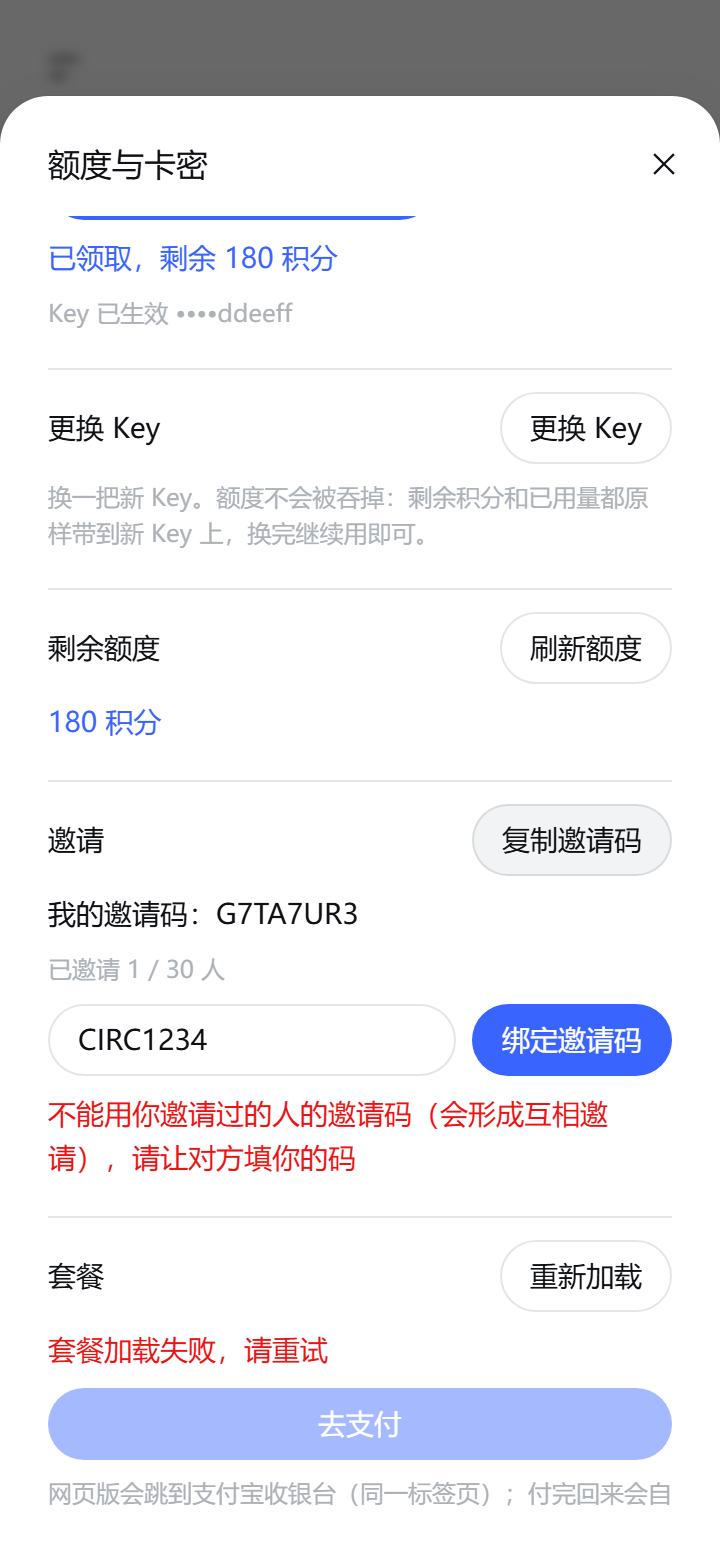 额度与卡密
已领取，剩余 180 积分
Key 已生效 ••••ddeeff
更换 Key
更换 Key
换一把新 Key。额度不会被吞掉：剩余积分和已用量都原
样带到新 Key 上，换完继续用即可。
剩余额度
刷新额度
180 积分
邀请
复制邀请码
我的邀请码：G7TA7UR3
已邀请 1 / 30 人
CIRC1234
绑定邀请码
不能用你邀请过的人的邀请码（会形成互相邀
请），请让对方填你的码
套餐
重新加载
套餐加载失败，请重试
去支付
网页版会跳到支付宝收银台（同一标签页）；付完回来会自